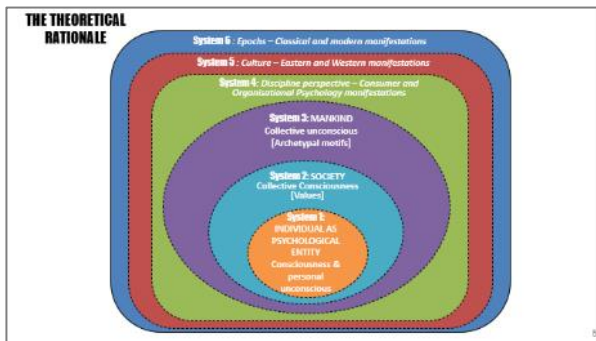 THE THEORETICAL
RATIONALE
System 6 : Epochs – Classical and modern manifestations
System 5 : Culture – Eastern and Western manifestations
System 4: Discipline perspective – Consumer and
Organisational Psychology manifestations
System 3: MANKIND
Collective unconscious
[Archetypal motifs]
System 2: SOCIETY
Collective Consciousness
[Values]
System 1:
INDIVIDUAL AS
PSYCHOLOGICAL
ENTITY
Consciousness &
personal
unconscious